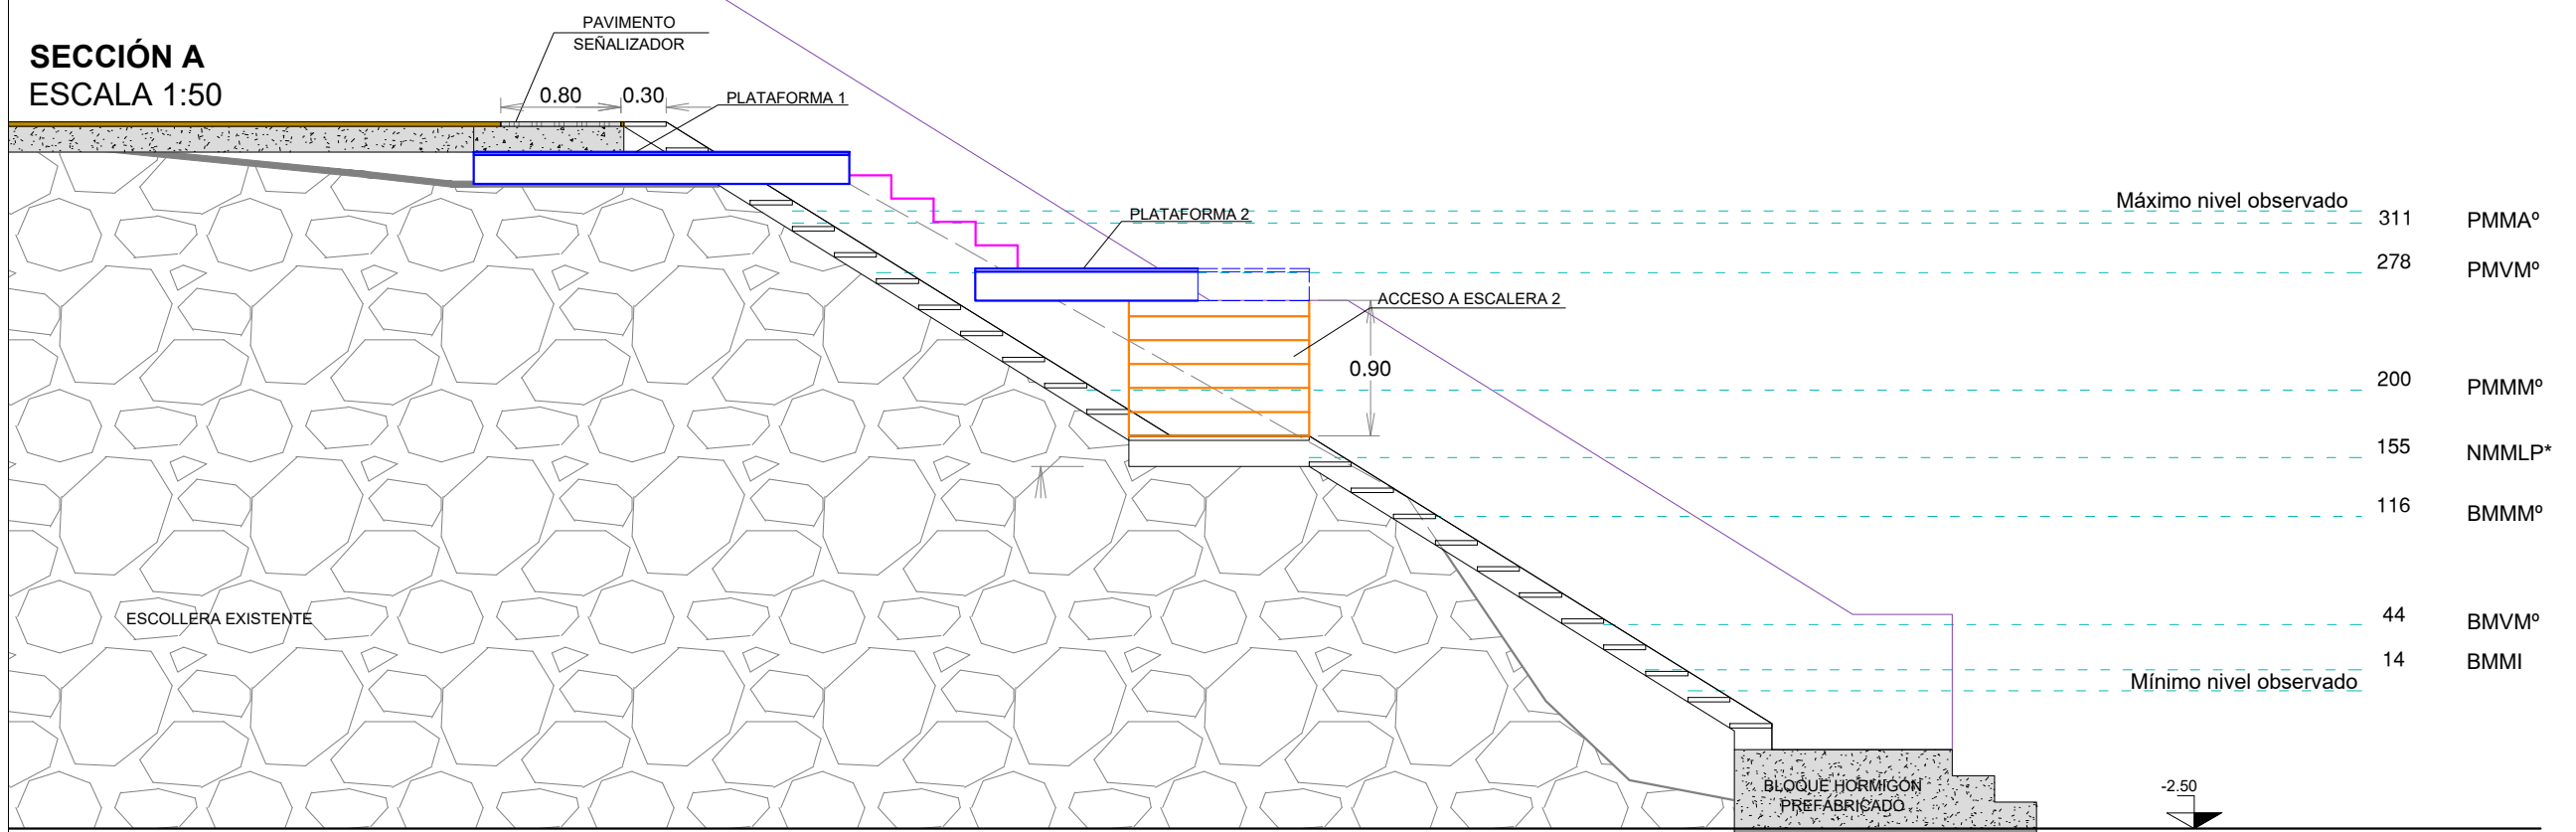 SECCIÓN A
ESCALA 1:50
PAVIMENTO
SEÑALIZADOR
0.80
0.30
PLATAFORMA 1
PLATAFORMA 2
ACCESO A ESCALERA 2
0.90
ESCOLLERA EXISTENTE
Máximo nivel observado
311 PMMAº
278 PMVMº
200 PMMMº
155 NMMLP*
116 BMMMº
44 BMVMº
14 BMMI
Mínimo nivel observado
BLOQUE HORMIGÓN
PREFABRICADO
-2.50